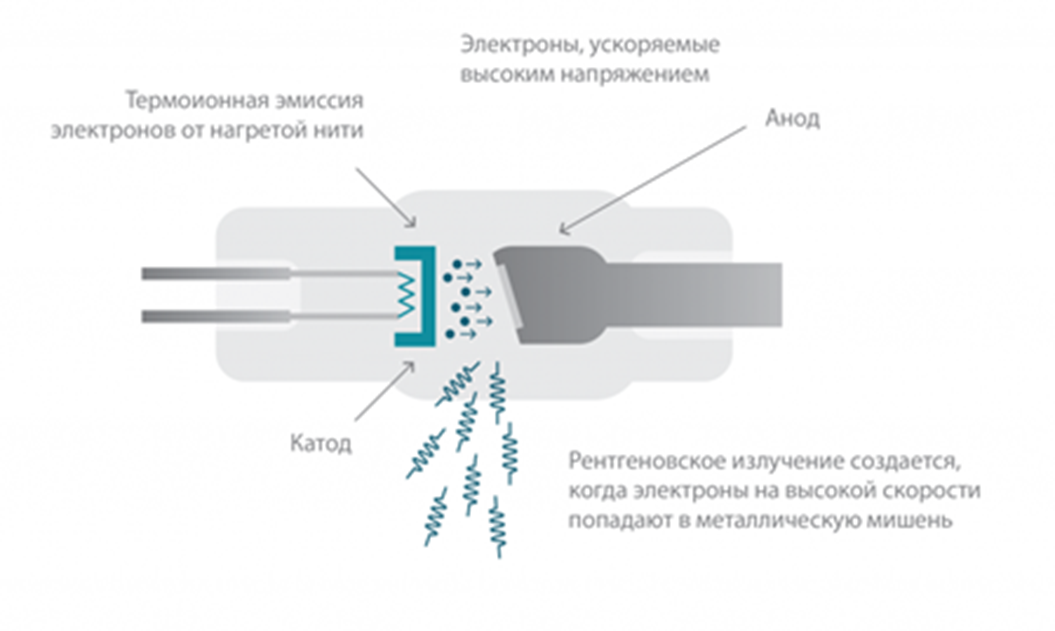 Электроны, ускоряемые
высоким напряжением
Термоионная эмиссия
электронов от нагретой нити
Анод
Катод
Рентгеновское излучение создается,
когда электроны на высокой скорости
попадают в металлическую мишень